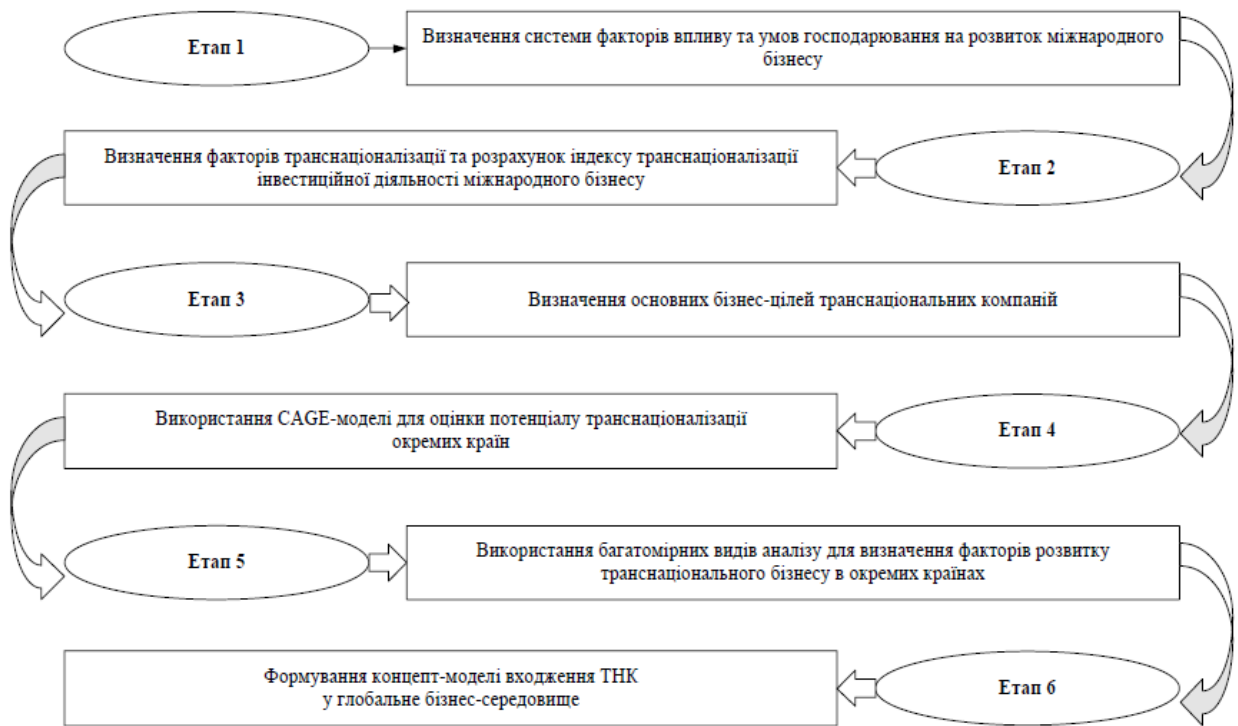 Етап 1
Визначення системи факторів впливу та умов господарювання на розвиток міжнародного
бізнесу
Етап 2
Визначення факторів транснаціоналізації та розрахунок індексу транснаціоналізації
інвестиційної діяльності міжнародного бізнесу
Етап 3
Визначення основних бізнес-цілей транснаціональних компаній
Етап 4
Використання CAGE-моделі для оцінки потенціалу транснаціоналізації
окремих країн
Етап 5
Використання багатомірних видів аналізу для визначення факторів розвитку
транснаціонального бізнесу в окремих країнах
Етап 6
Формування концепт-моделі входження ТНК
у глобальне бізнес-середовище